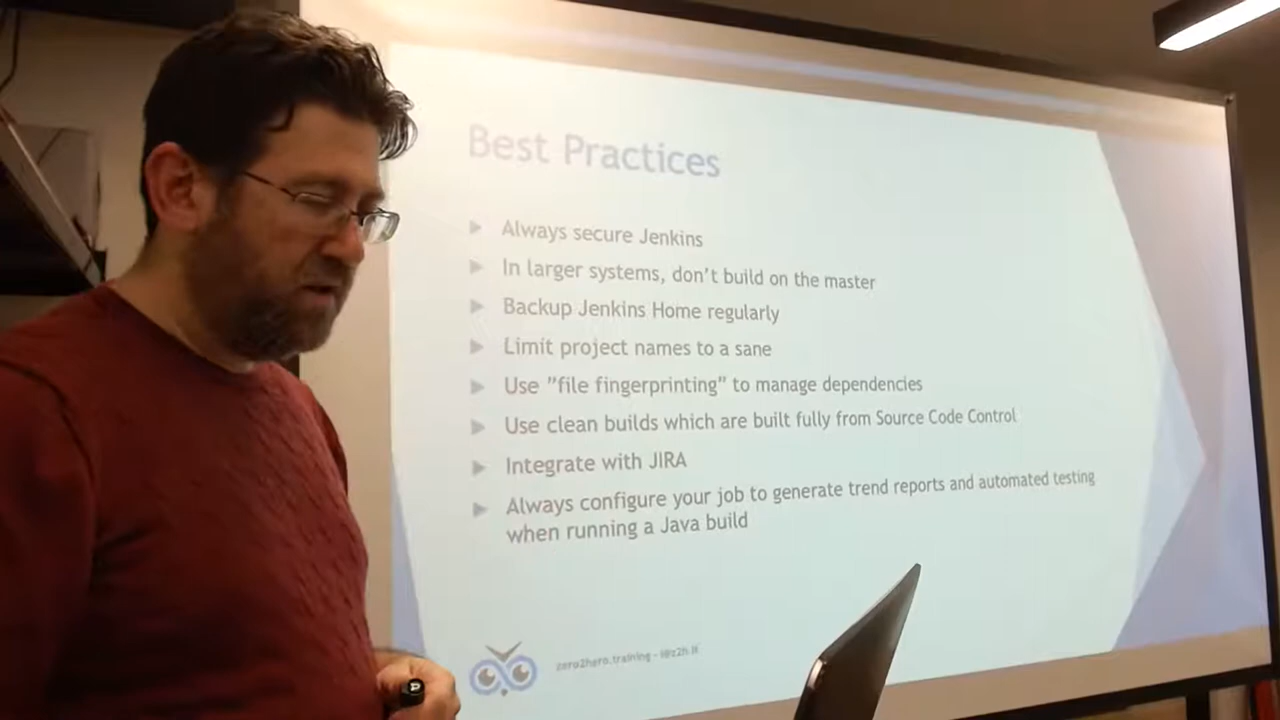 Best Practices
Always secure Jenkins
In larger systems, don't build on the master
Backup Jenkins Home regularly
Limit project names to a sane
Use "file fingerprinting" to manage dependencies
Use clean builds which are built fully from Source Code Control
Integrate with JIRA
Always configure your job to generate trend reports and automated testing
when running a Java build
zero2hero.training -